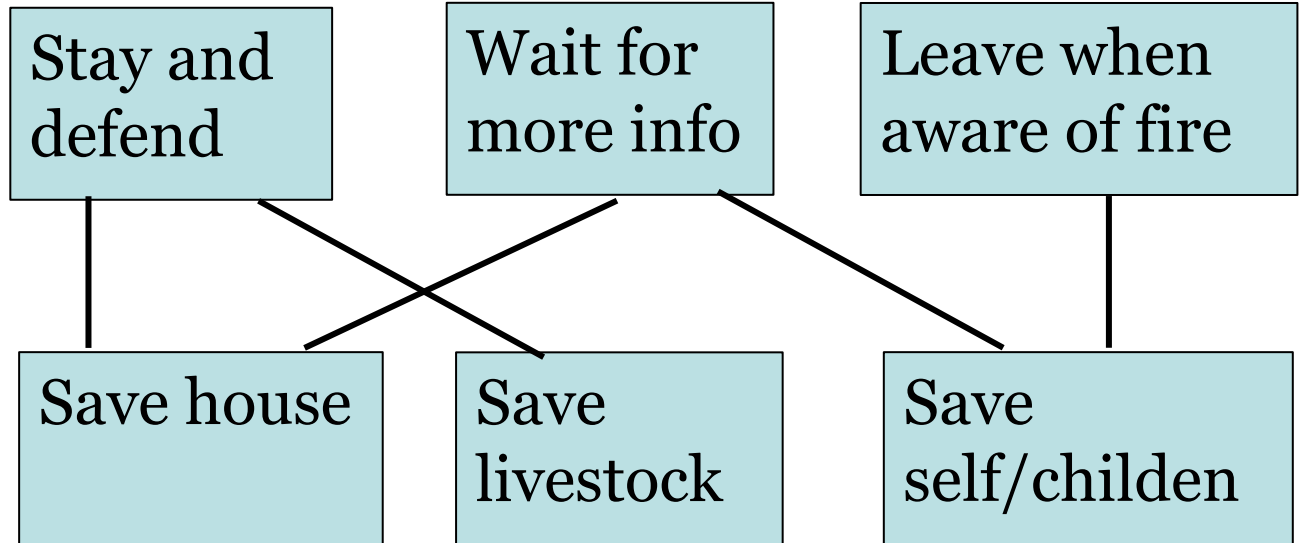 Stay and
defend
Wait for
more info
Leave when
aware of fire
Save house
Save
livestock
Save
self/childen